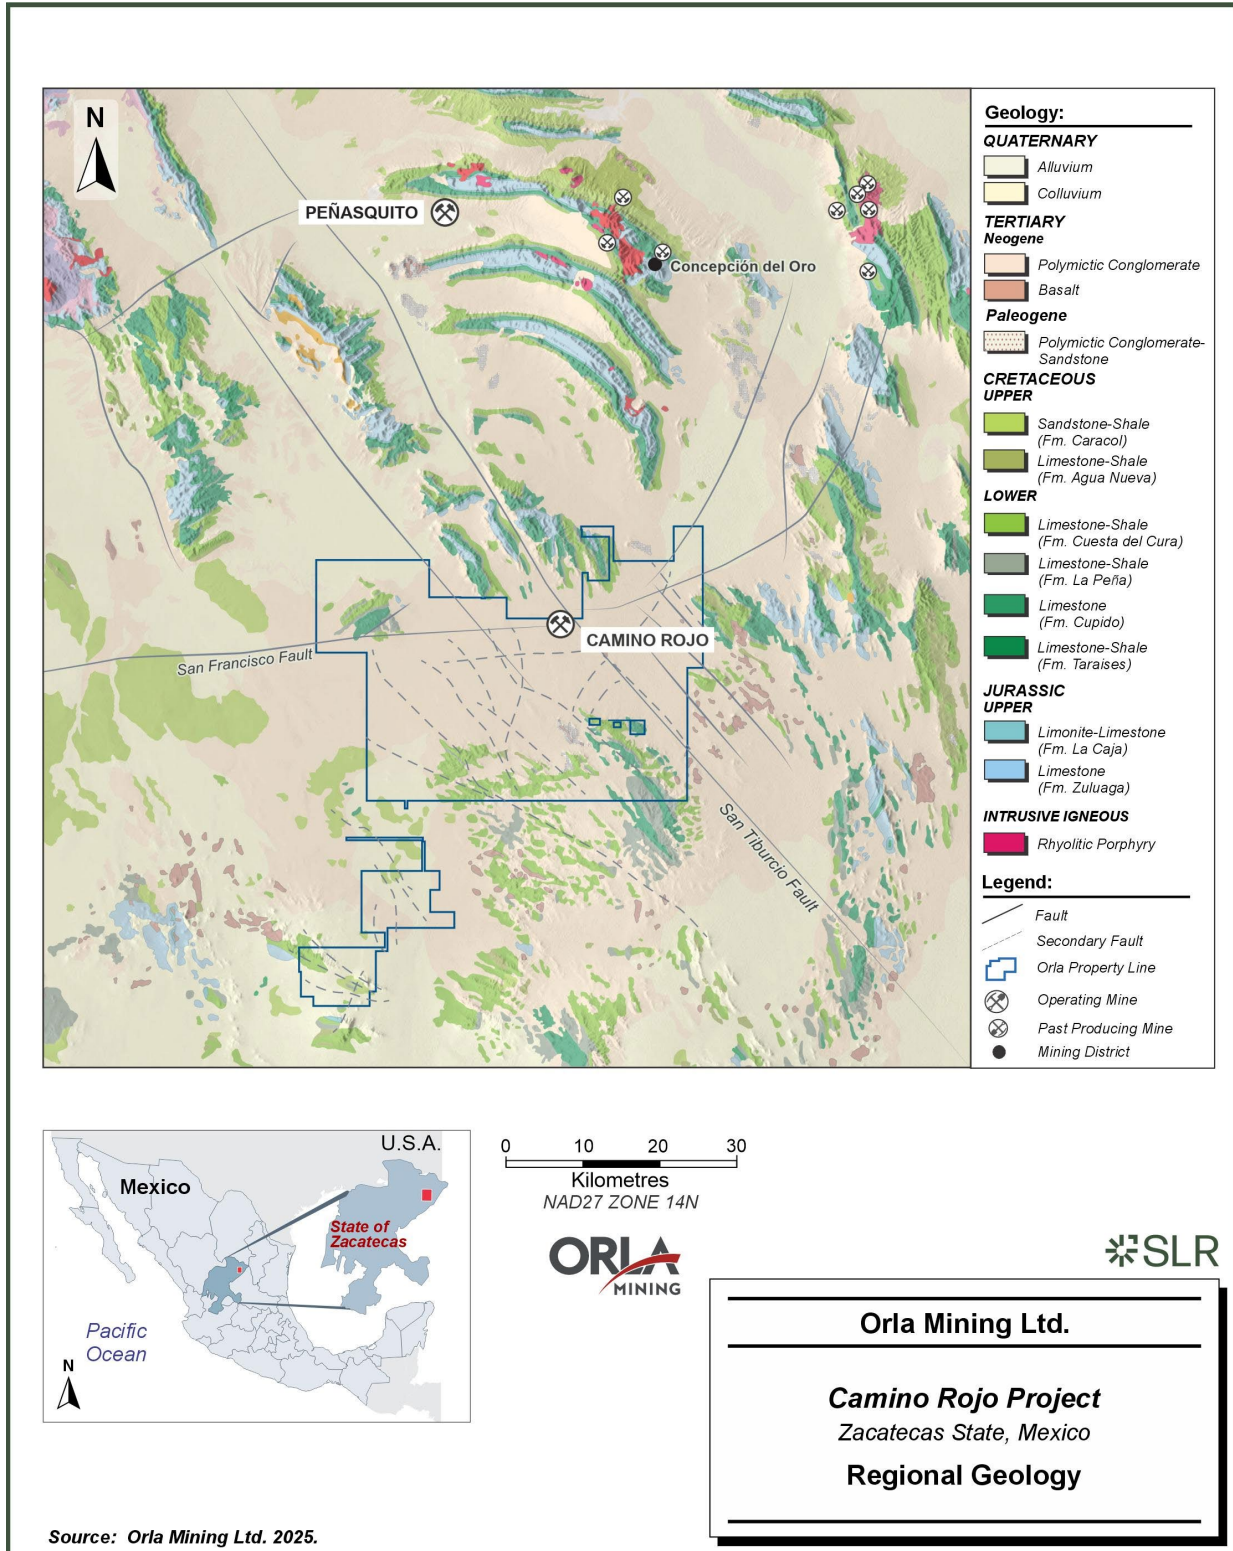 N
PEÑASQUITO
Concepción del Oro
CAMINO ROJO
San Francisco Fault
San Tiburcio Fault
Geology:
QUATERNARY
Alluvium
Colluvium
TERTIARY
Neogene
Polymictic Conglomerate
Basalt
Paleogene
Polymictic Conglomerate-
Sandstone
CRETACEOUS
UPPER
Sandstone-Shale
(Fm. Caracol)
Limestone-Shale
(Fm. Agua Nueva)
LOWER
Limestone-Shale
(Fm. Cuesta del Cura)
Limestone-Shale
(Fm. La Peña)
Limestone
(Fm. Cupido)
Limestone-Shale
(Fm. Taraises)
JURASSIC
UPPER
Limonite-Limestone
(Fm. La Caja)
Limestone
(Fm. Zuluaga)
INTRUSIVE IGNEOUS
Rhyolitic Porphyry
Legend:
Fault
Secondary Fault
Orla Property Line
Operating Mine
Past Producing Mine
Mining District
U.S.A.
Mexico
State of
Zacatecas
Pacific
Ocean
N
0 10 20 30
Kilometres
NAD27 ZONE 14N
ORLA
MINING
SLR
Orla Mining Ltd.
Camino Rojo Project
Zacatecas State, Mexico
Regional Geology
Source: Orla Mining Ltd. 2025.